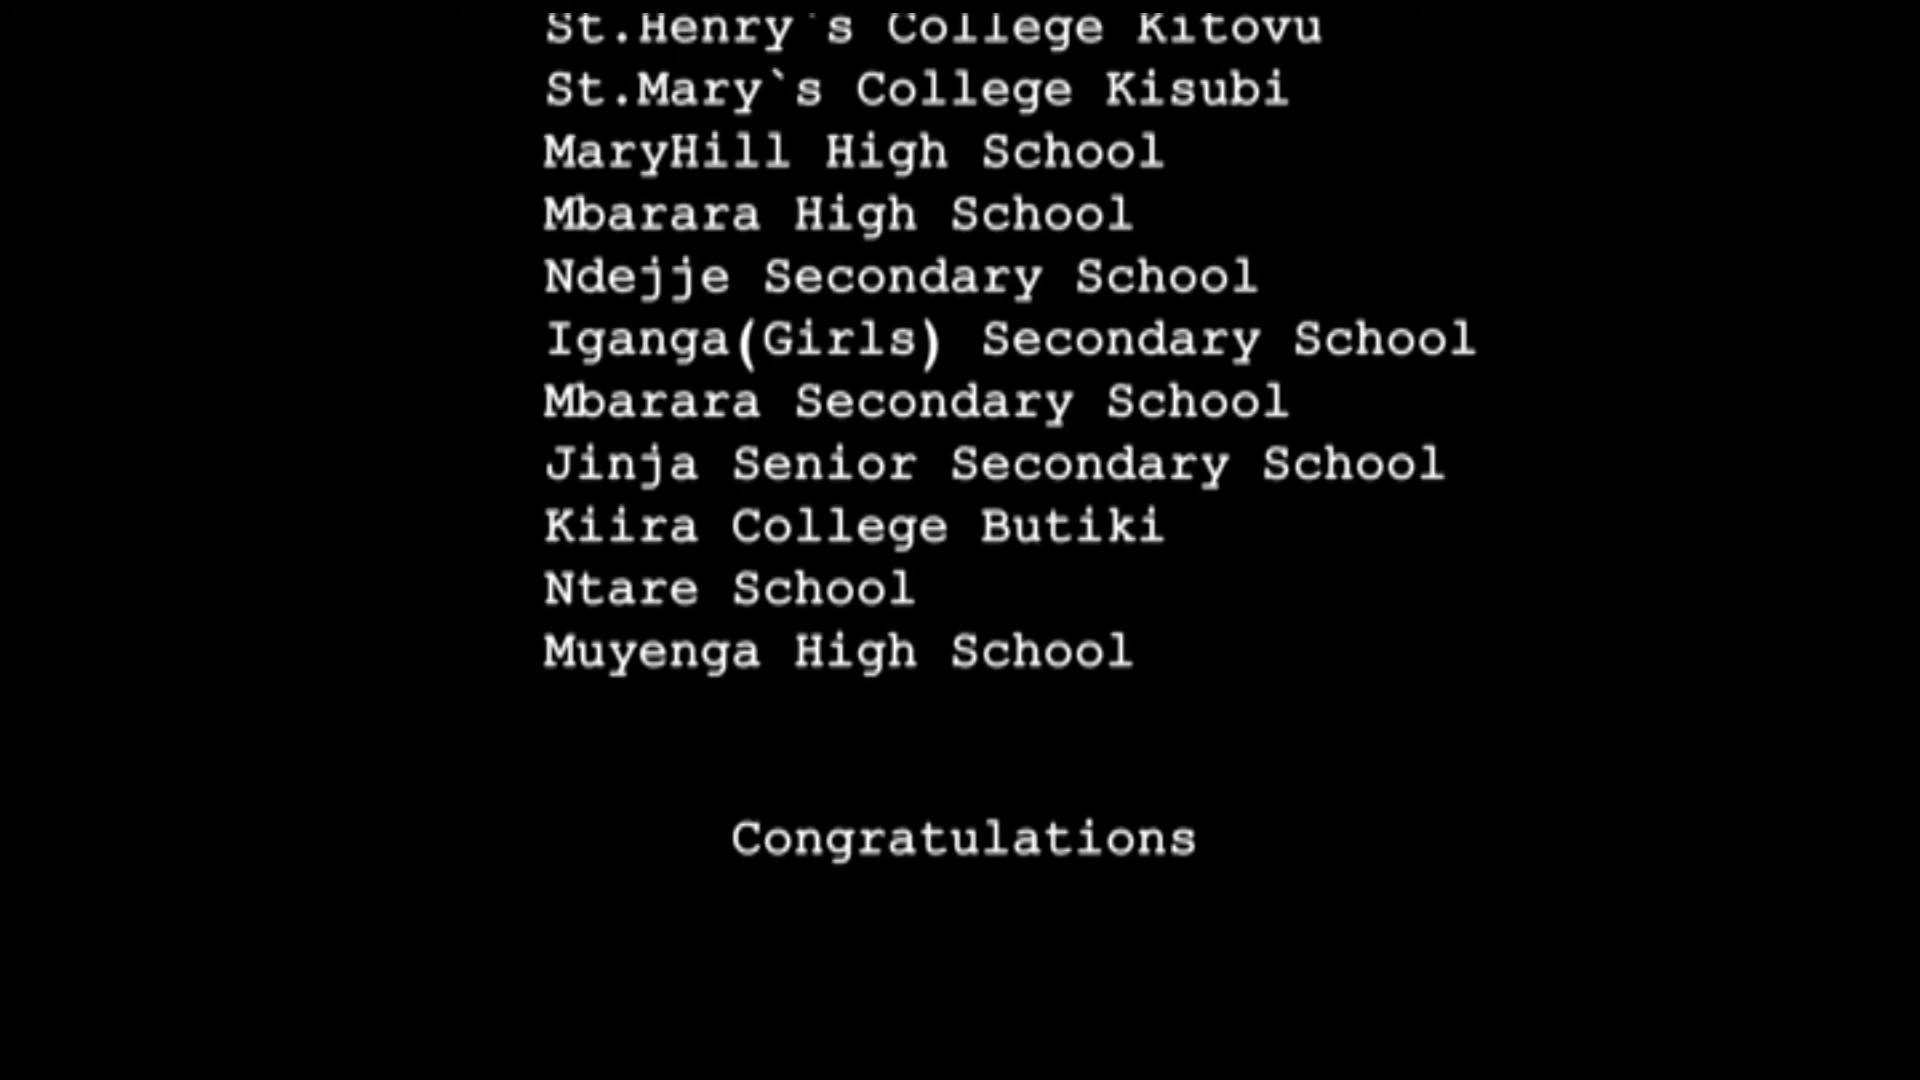 St.Henry`s College Kitovu
St.Mary`s College Kisubi
MaryHill High School
Mbarara High School
Ndejje Secondary School
Iganga(Girls) Secondary School
Mbarara Secondary School
Jinja Senior Secondary School
Kiira College Butiki
Ntare School
Muyenga High School
Congratulations